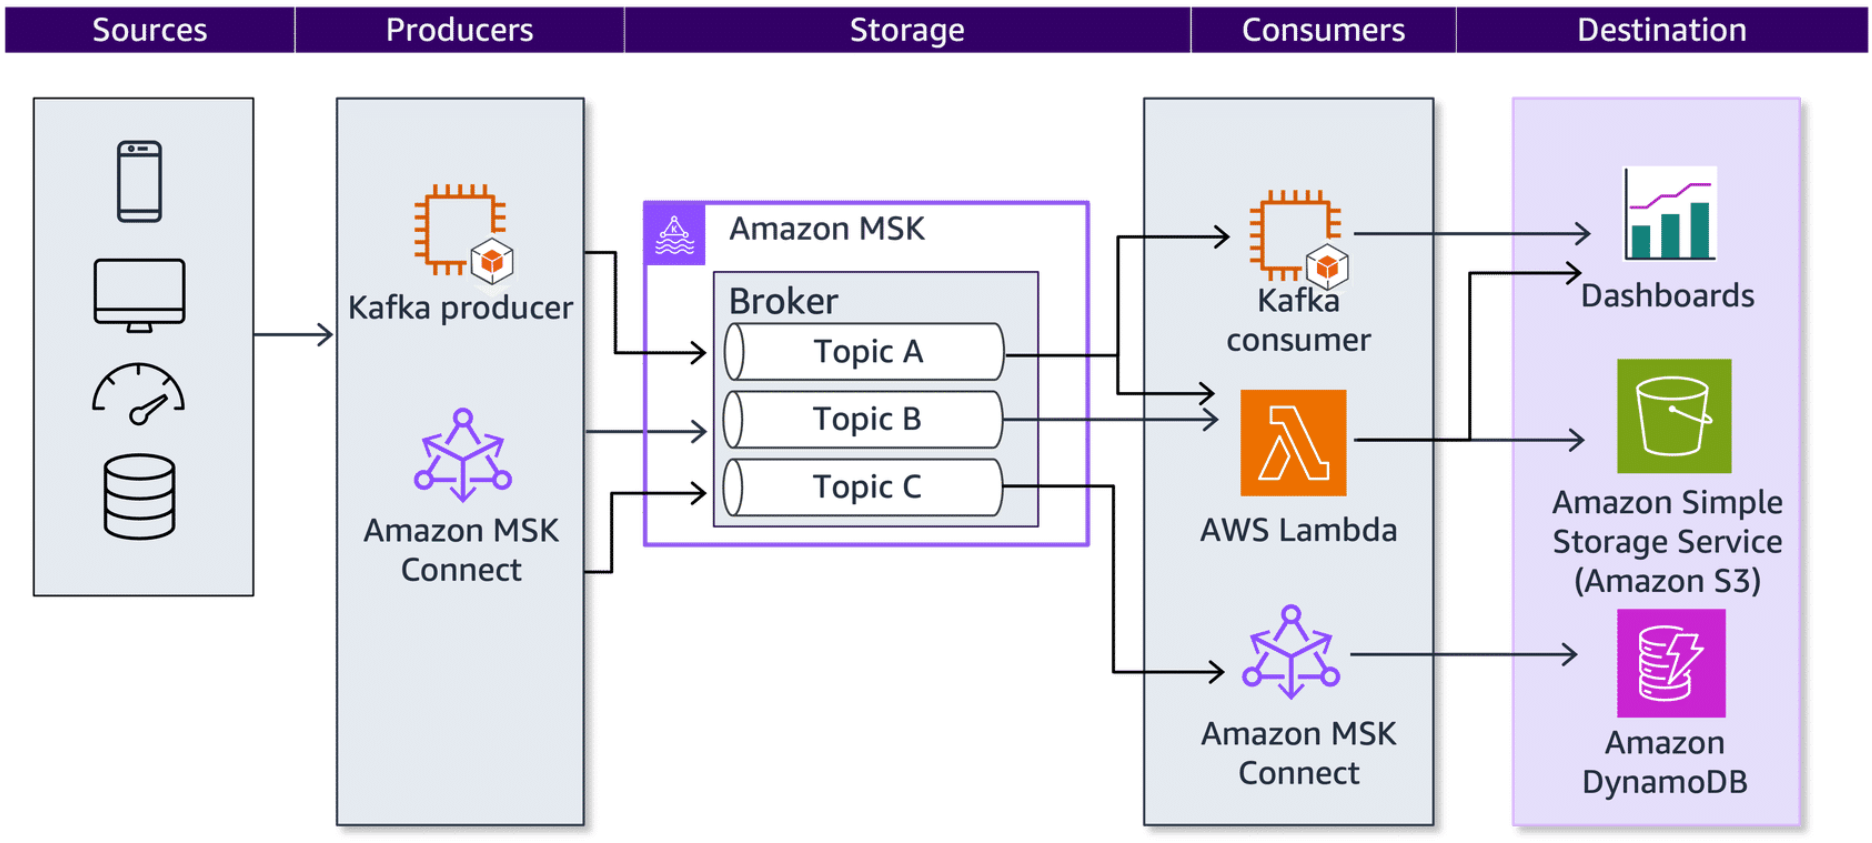 Sources
Producers
Storage
Consumers
Destination
Kafka producer
Amazon MSK
Connect
Amazon MSK
K
Broker
Topic A
Topic B
Topic C
Kafka
consumer
AWS Lambda
Amazon MSK
Connect
Dashboards
Amazon Simple
Storage Service
(Amazon S3)
Amazon
DynamoDB